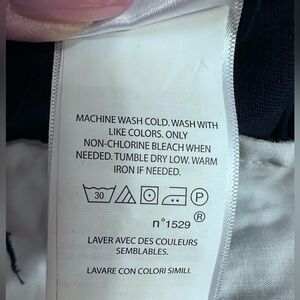 MACHINE WASH COLD. WASH WITH
LIKE COLORS. ONLY
NON-CHLORINE BLEACH WHEN
NEEDED. TUMBLE DRY LOW. WARM
IRON IF NEEDED.
30 P
n°1529 ®
LAVER AVEC DES COULEURS
SEMBLABLES.
LAVARE CON COLORI SIMILI.